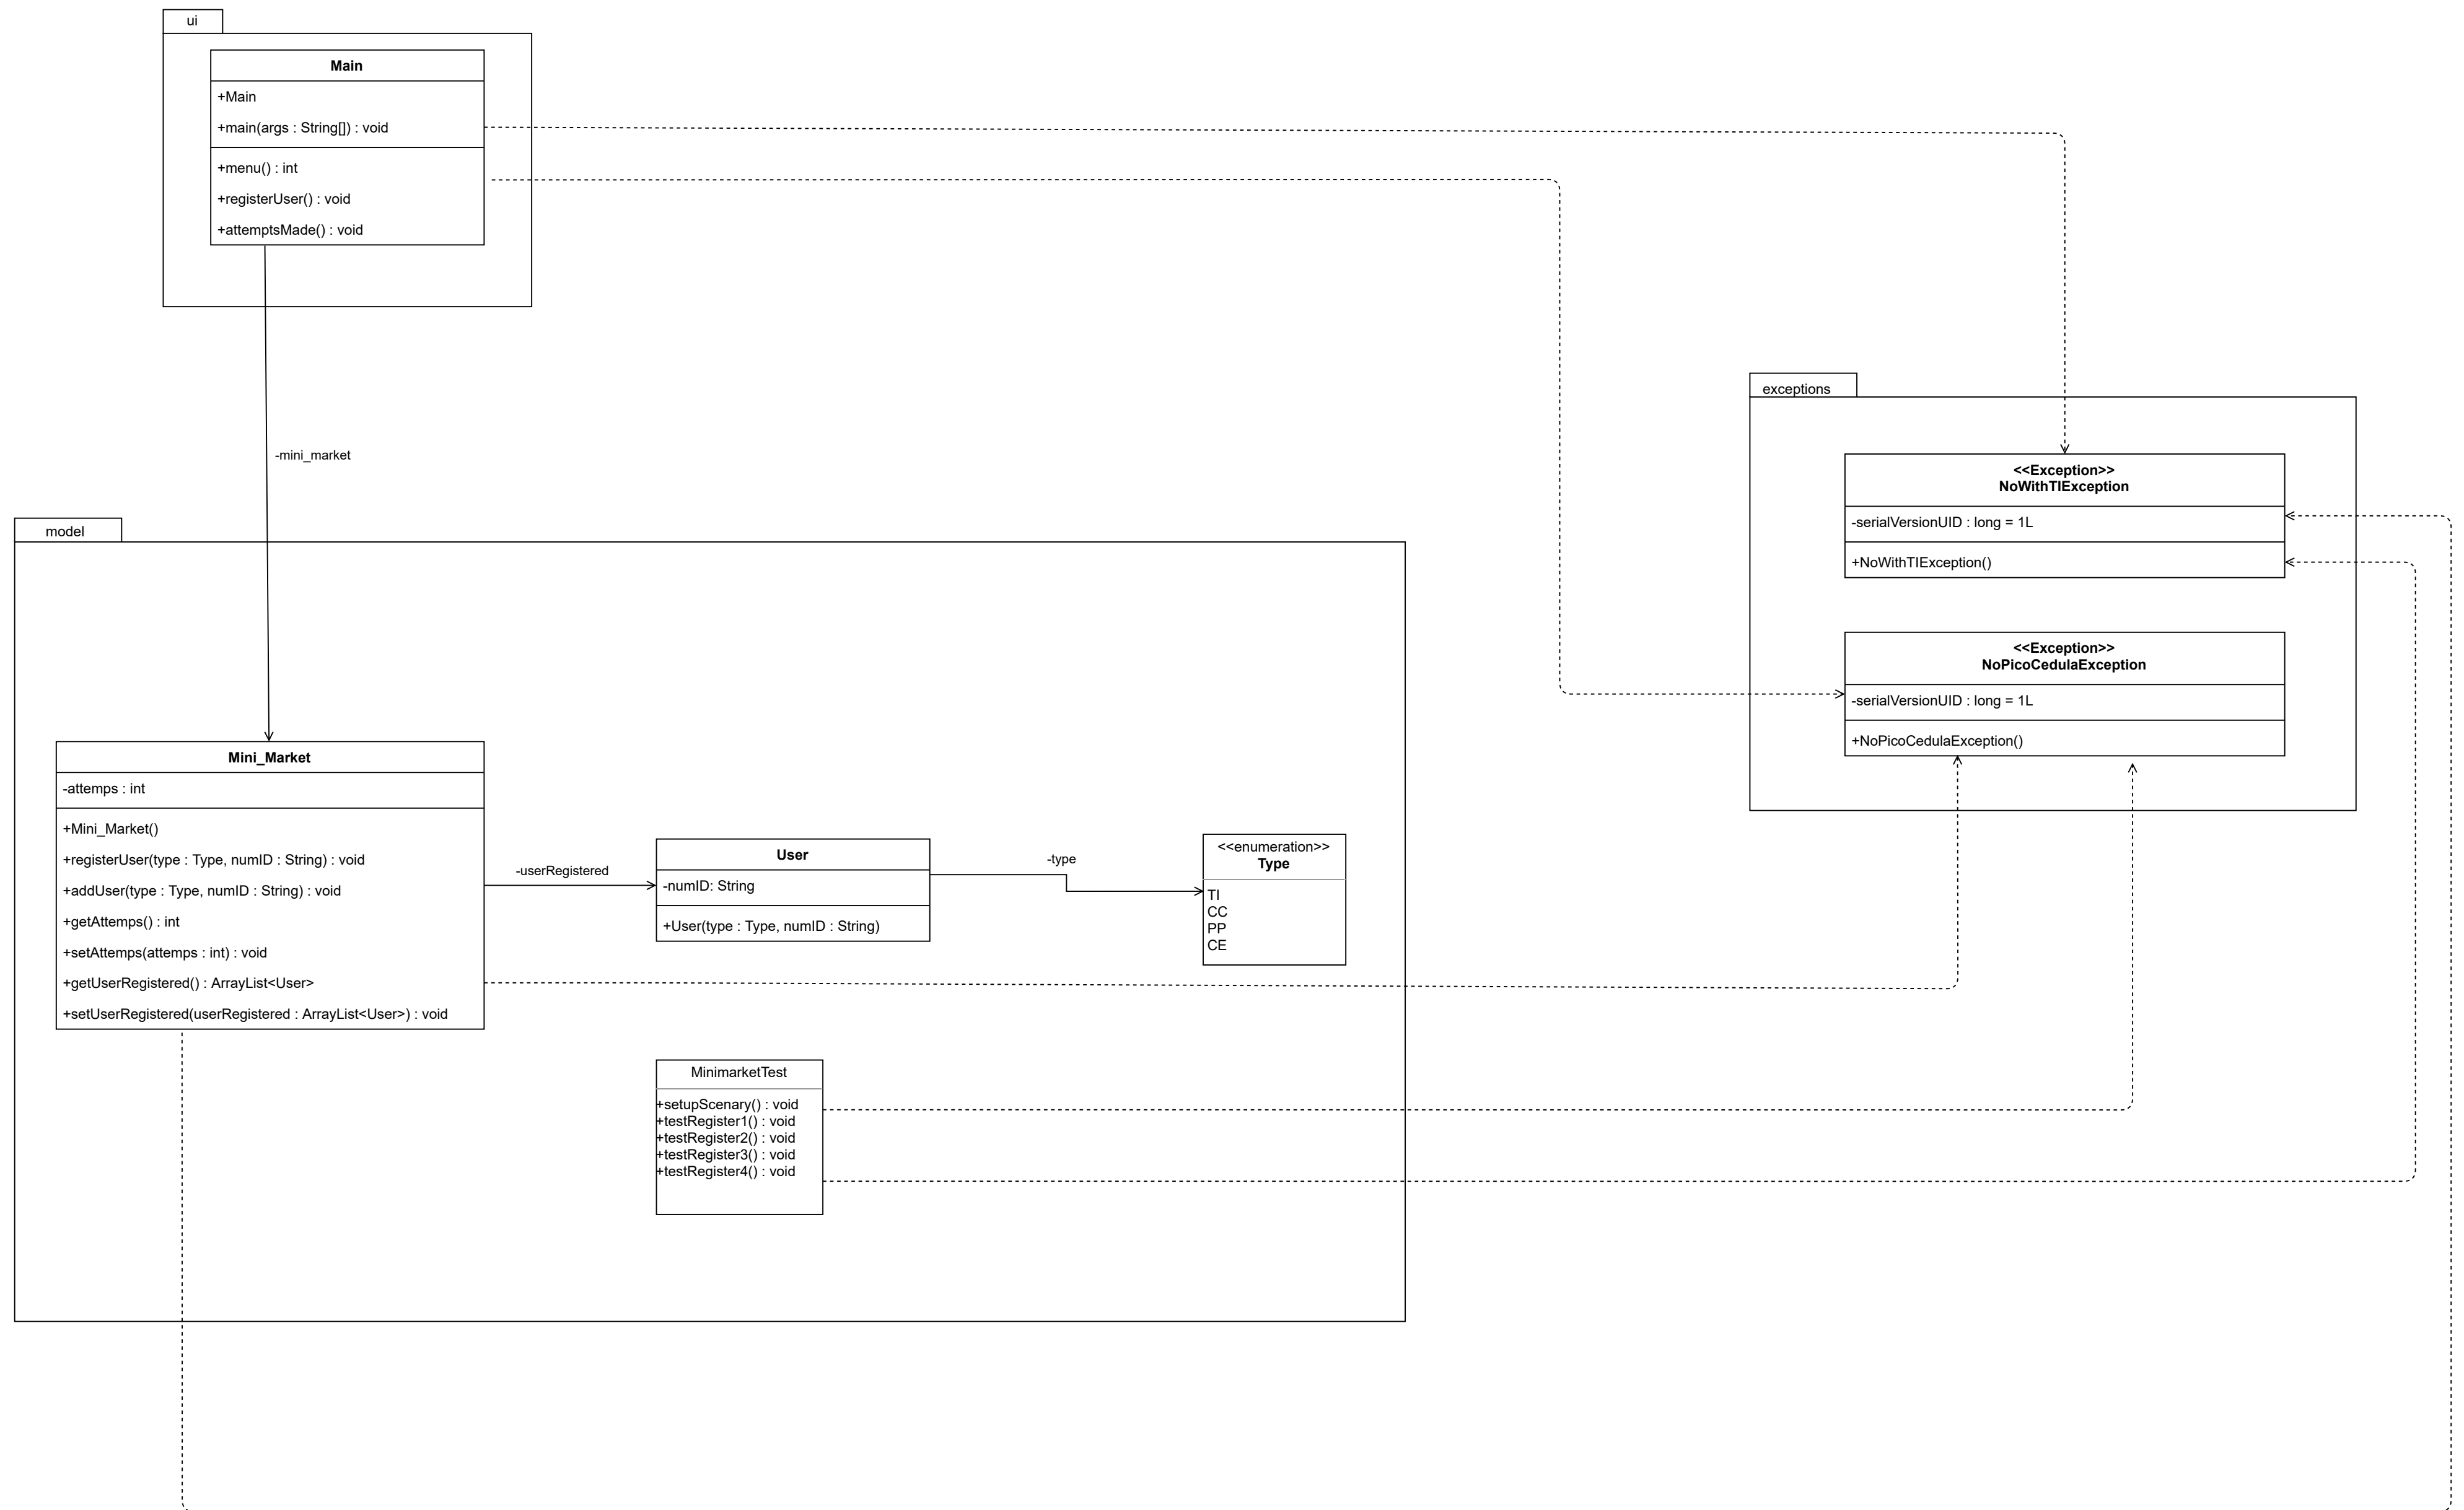 ui
Main
+Main
+main(args : String[]) : void
+menu() : int
+registerUser() : void
+attemptsMade() : void
-mini_market
exceptions
<<Exception>>
NoWithTIException
-serialVersionUID : long = 1L
+NoWithTIException()
<<Exception>>
NoPicoCedulaException
-serialVersionUID : long = 1L
+NoPicoCedulaException()
model
Mini_Market
-attemps : int
+Mini_Market()
+registerUser(type : Type, numID : String) : void
+addUser(type : Type, numID : String) : void
+getAttemps() : int
+setAttemps(attemps : int) : void
+getUserRegistered() : ArrayList<User>
+setUserRegistered(userRegistered : ArrayList<User>) : void
-userRegistered
User
-numID: String
+User(type : Type, numID : String)
-type
<<enumeration>>
Type
TI
CC
PP
CE
MinimarketTest
+setupScenary() : void
+testRegister1() : void
+testRegister2() : void
+testRegister3() : void
+testRegister4() : void